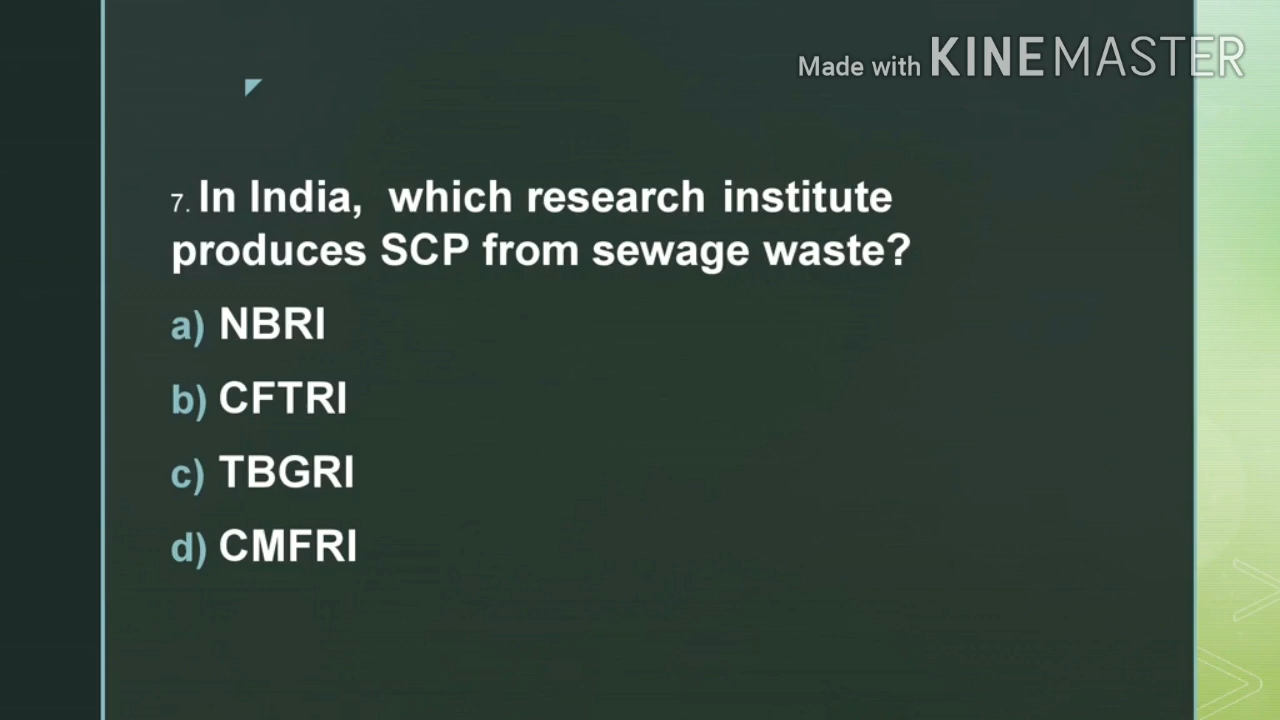 Made with KINEMASTER
7. In India, which research institute
produces SCP from sewage waste?
a) NBRI
b) CFTRI
c) TBGRI
d) CMFRI